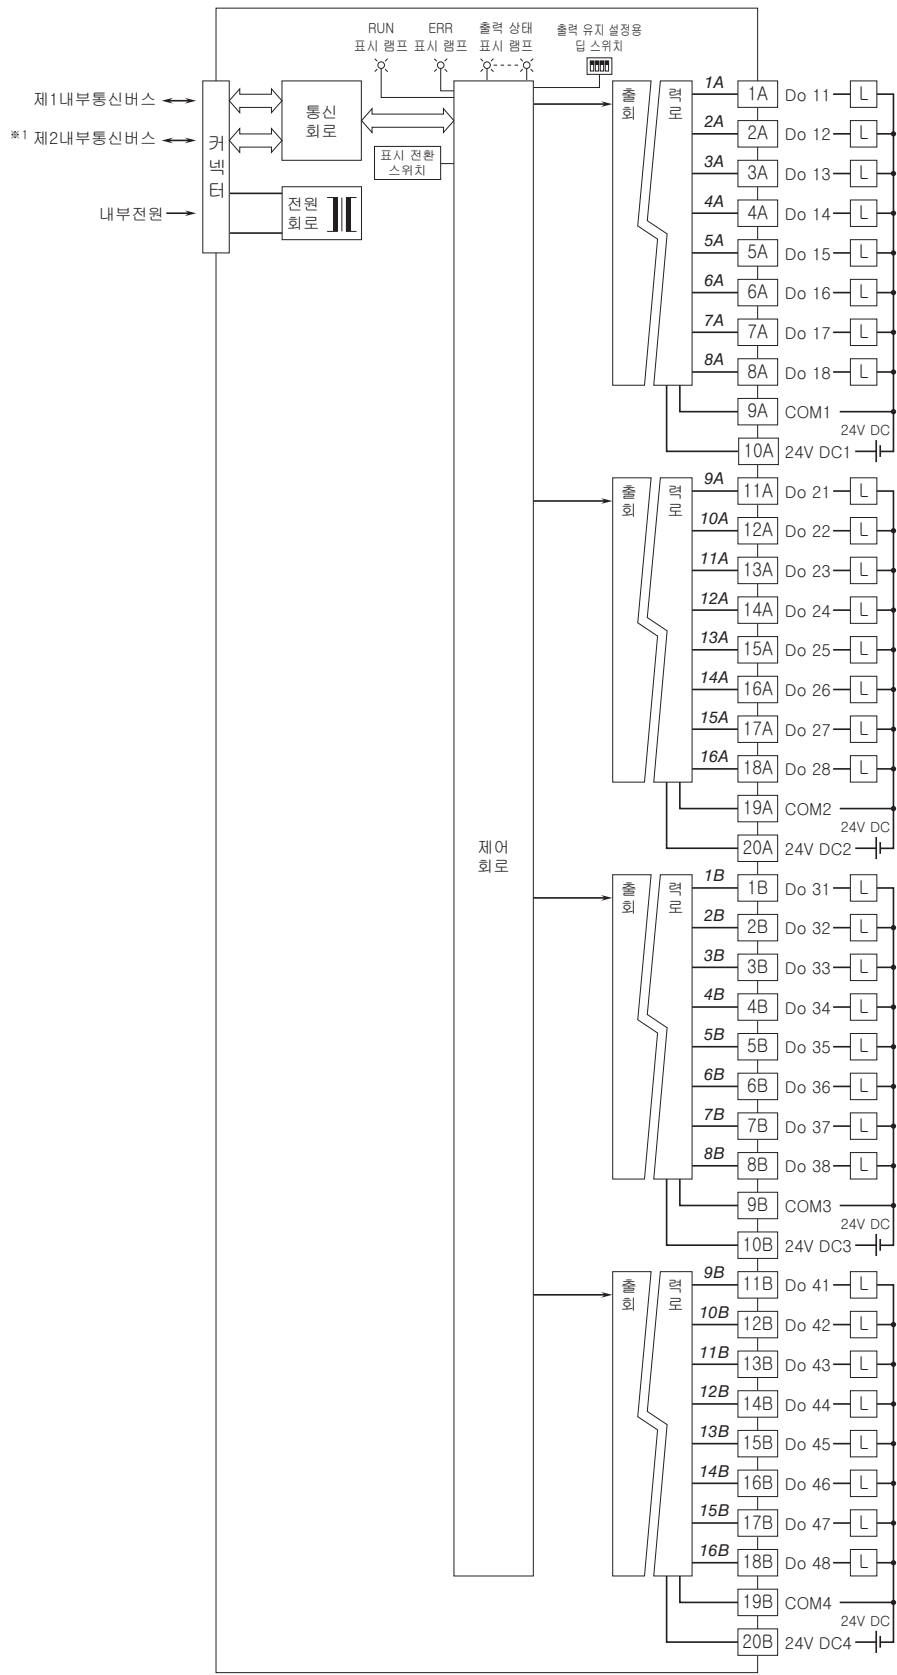 RUN
표시 램프
ERR
표시 램프
출력 상태
표시 램프
출력 유지 설정용
딥 스위치
제1내부통신버스
※1 제2내부통신버스
내부전원
커
넥
터
통신
회로
표시 전환
스위치
전원
회로
제어
회로
출 력
회 로
1A 1A Do 11 L
2A 2A Do 12 L
3A 3A Do 13 L
4A 4A Do 14 L
5A 5A Do 15 L
6A 6A Do 16 L
7A 7A Do 17 L
8A 8A Do 18 L
9A COM1
24V DC
10A 24V DC1
출 력
회 로
9A 11A Do 21 L
10A 12A Do 22 L
11A 13A Do 23 L
12A 14A Do 24 L
13A 15A Do 25 L
14A 16A Do 26 L
15A 17A Do 27 L
16A 18A Do 28 L
19A COM2
24V DC
20A 24V DC2
출 력
회 로
1B 1B Do 31 L
2B 2B Do 32 L
3B 3B Do 33 L
4B 4B Do 34 L
5B 5B Do 35 L
6B 6B Do 36 L
7B 7B Do 37 L
8B 8B Do 38 L
9B COM3
24V DC
10B 24V DC3
출 력
회 로
9B 11B Do 41 L
10B 12B Do 42 L
11B 13B Do 43 L
12B 14B Do 44 L
13B 15B Do 45 L
14B 16B Do 46 L
15B 17B Do 47 L
16B 18B Do 48 L
19B COM4
24V DC
20B 24V DC4